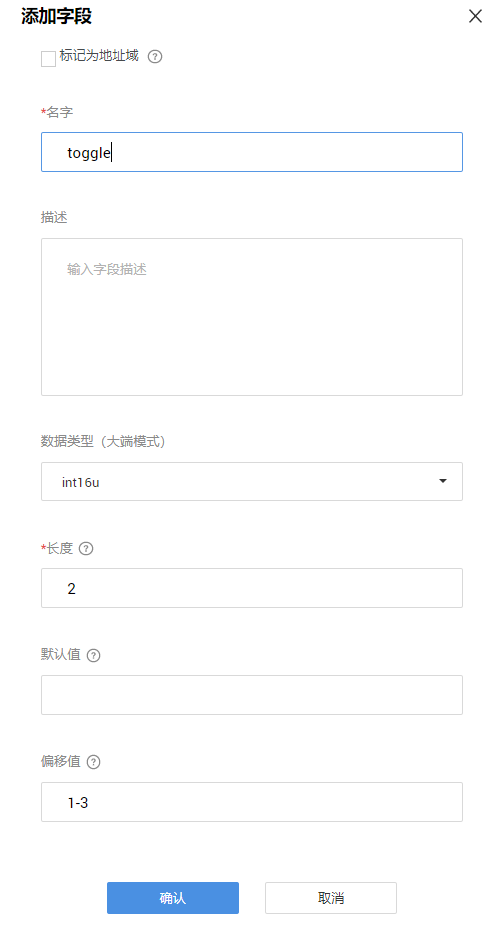 添加字段
标记为地址域 ?
*名字
toggle
描述
输入字段描述
数据类型（大端模式）
int16u
*长度 ?
2
默认值 ?
偏移值 ?
1-3
确认 取消